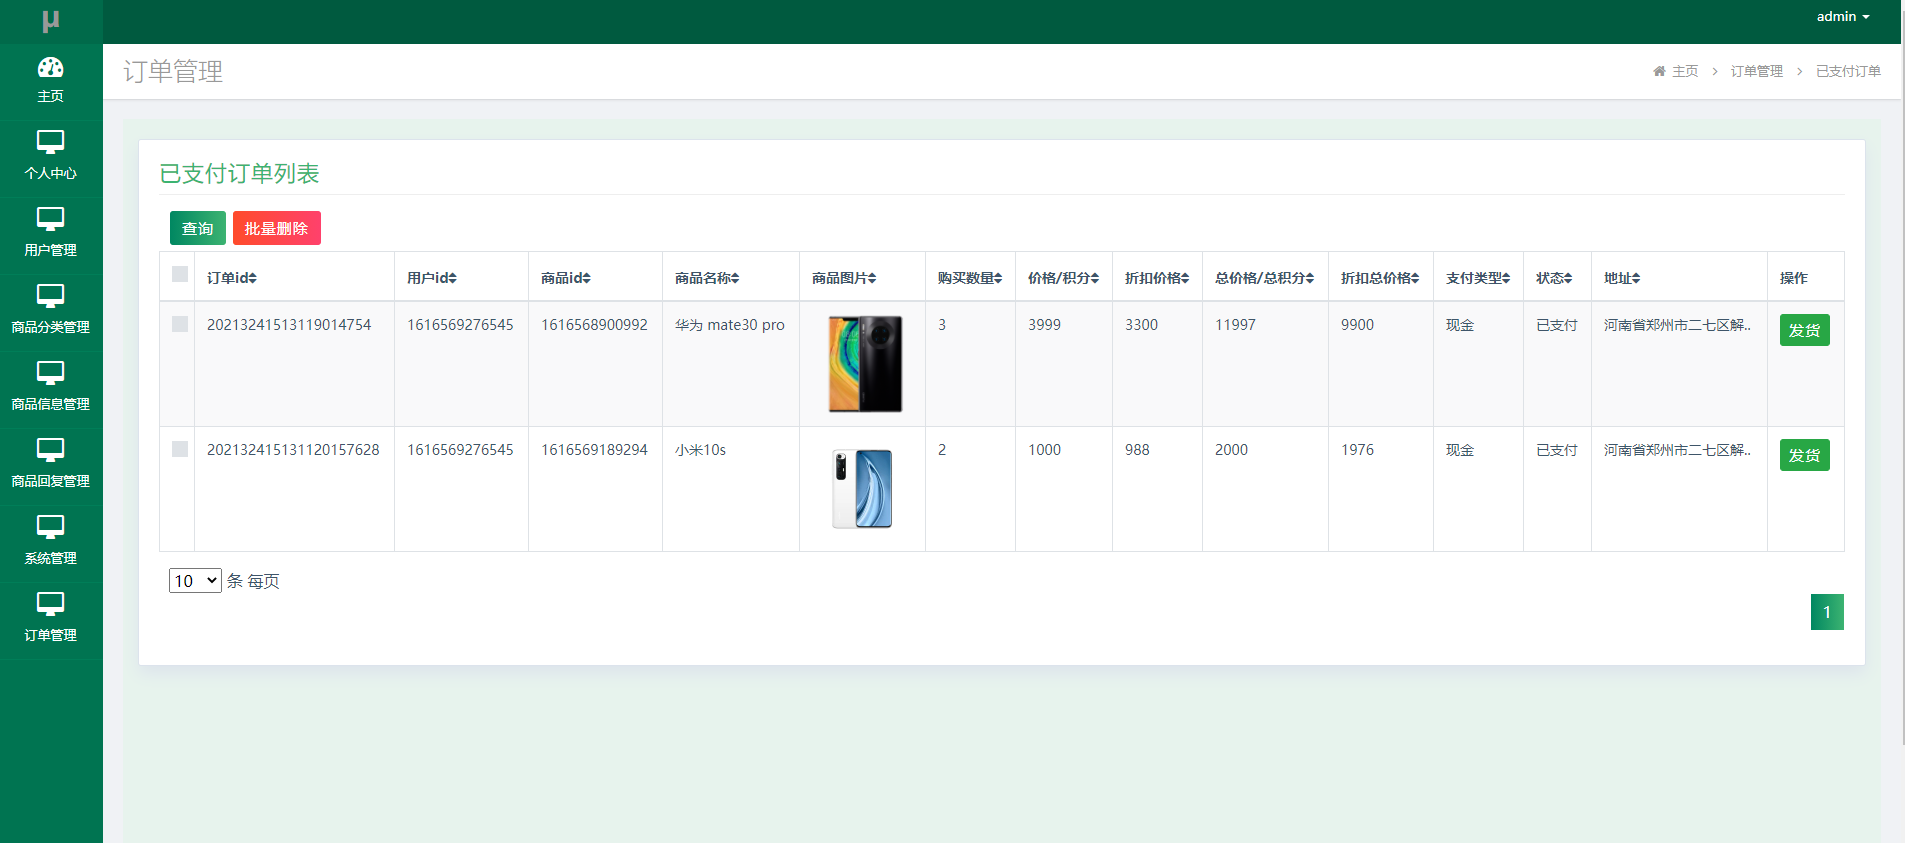 μ
admin
主页
个人中心
用户管理
商品分类管理
商品信息管理
商品回复管理
系统管理
订单管理
订单管理
主页 > 订单管理 > 已支付订单
已支付订单列表
查询 批量删除
订单id 用户id 商品id 商品名称 商品图片 购买数量 价格/积分 折扣价格 总价格/总积分 折扣总价格 支付类型 状态 地址 操作
20213241513119014754 1616569276545 1616568900992 华为 mate30 pro 3 3999 3300 11997 9900 现金 已支付 河南省郑州市二七区解.. 发货
202132415131120157628 1616569276545 1616569189294 小米10s 2 1000 988 2000 1976 现金 已支付 河南省郑州市二七区解.. 发货
10 条 每页
1